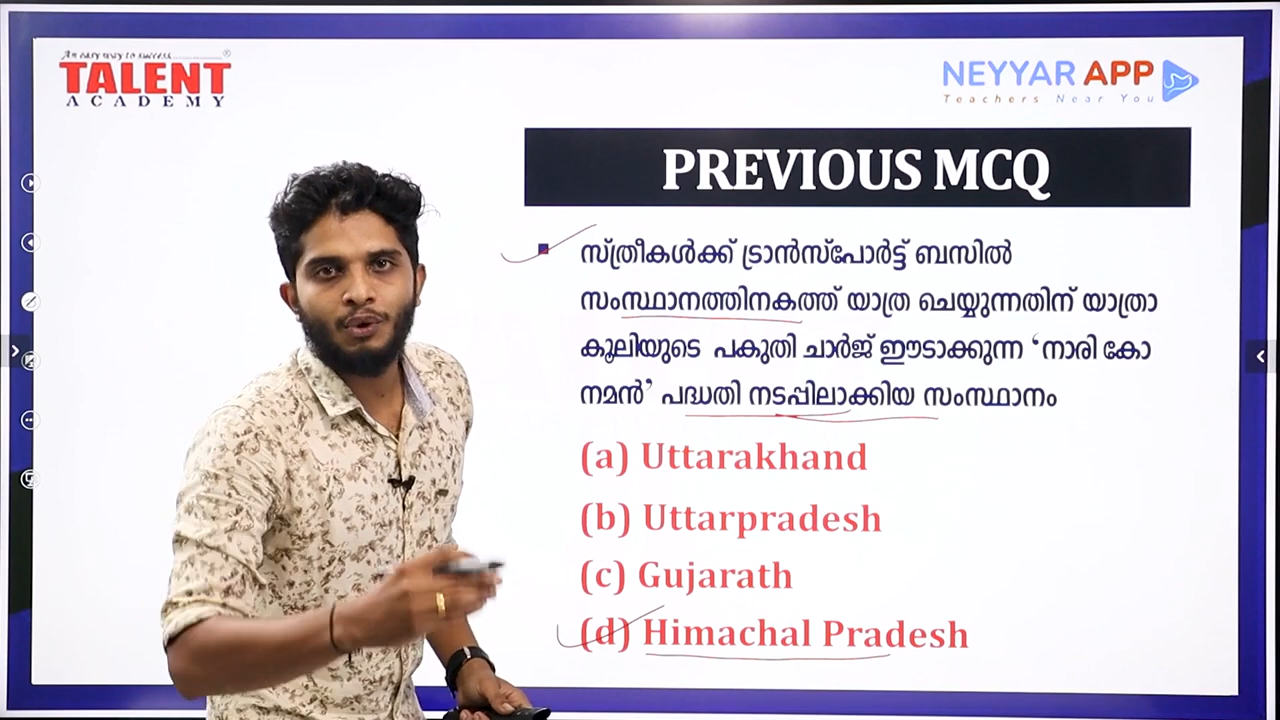 An easy way to success
TALENT
ACADEMY
NEYYAR APP
Teachers Near You
PREVIOUS MCQ
സ്ത്രീകൾക്ക് ട്രാൻസ്പോർട്ട് ബസിൽ
സംസ്ഥാനത്തിനകത്ത് യാത്ര ചെയ്യുന്നതിന് യാത്രാ
കൂലിയുടെ പകുതി ചാർജ് ഈടാക്കുന്ന ‘നാരി കോ
നമൻ’ പദ്ധതി നടപ്പിലാക്കിയ സംസ്ഥാനം
(a) Uttarakhand
(b) Uttarpradesh
(c) Gujarath
(d) Himachal Pradesh